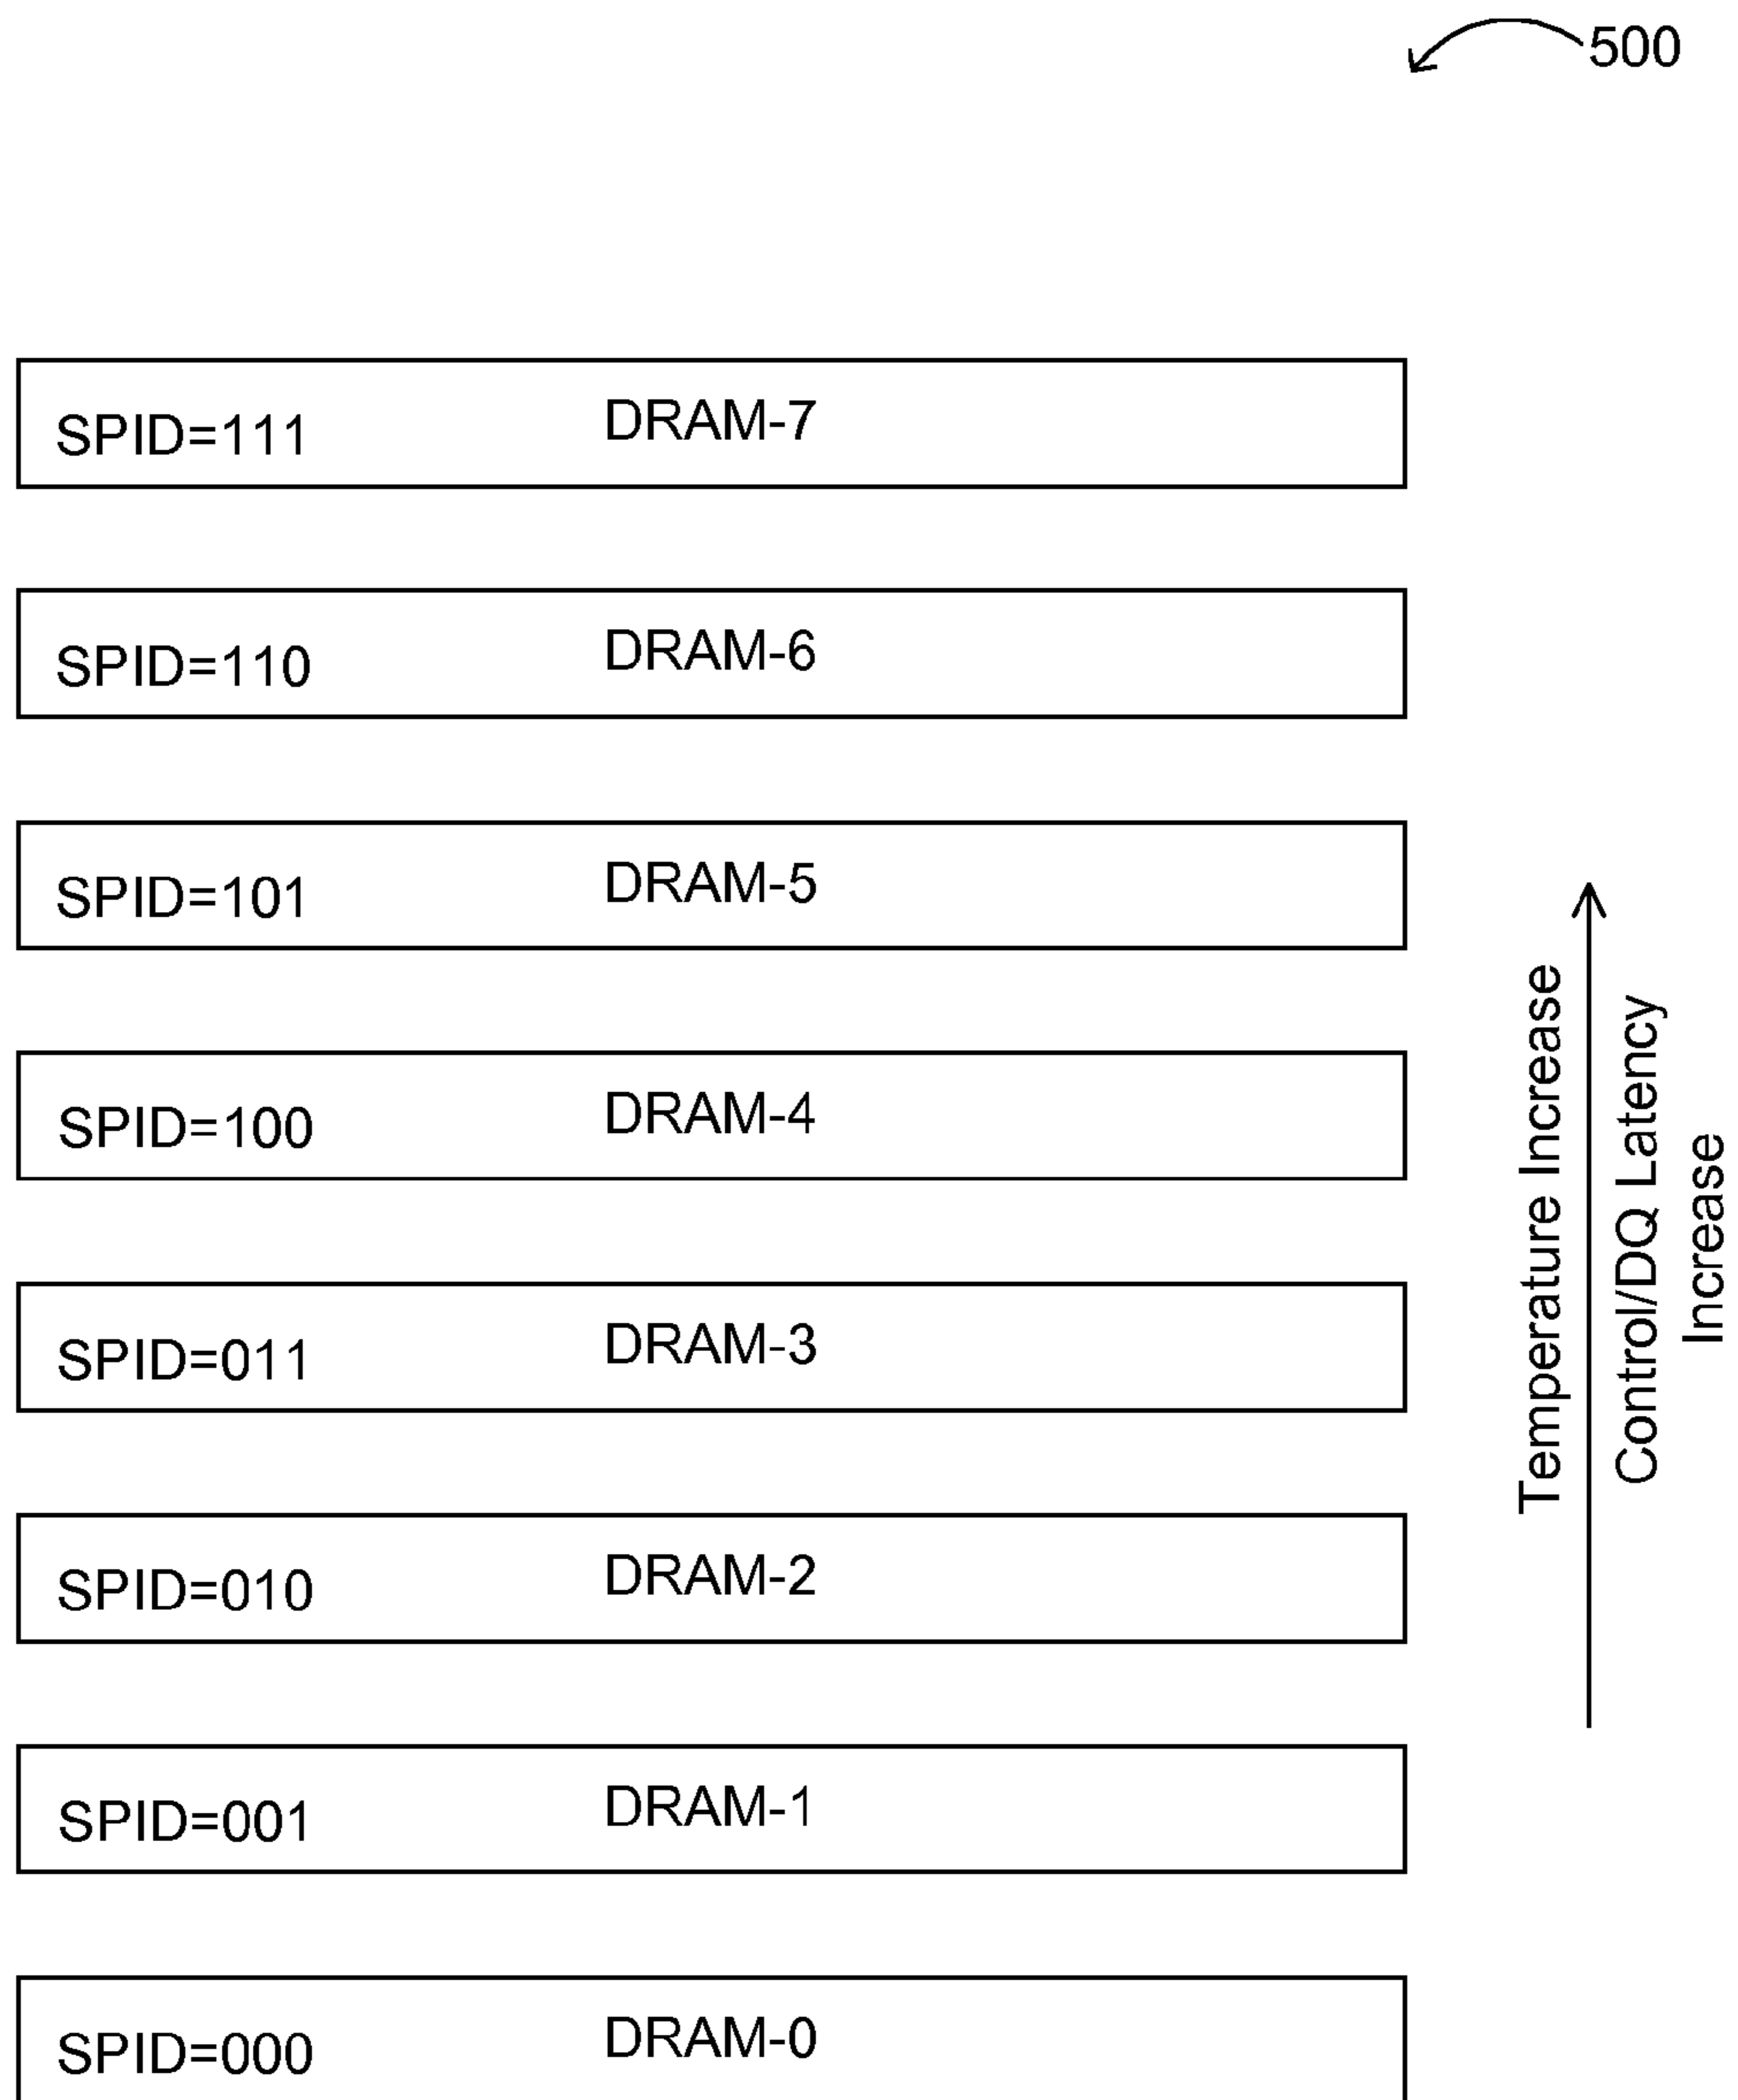 500
SPID=111 DRAM-7
SPID=110 DRAM-6
SPID=101 DRAM-5
SPID=100 DRAM-4
SPID=011 DRAM-3
SPID=010 DRAM-2
SPID=001 DRAM-1
SPID=000 DRAM-0
Temperature Increase
Control/DQ Latency
Increase